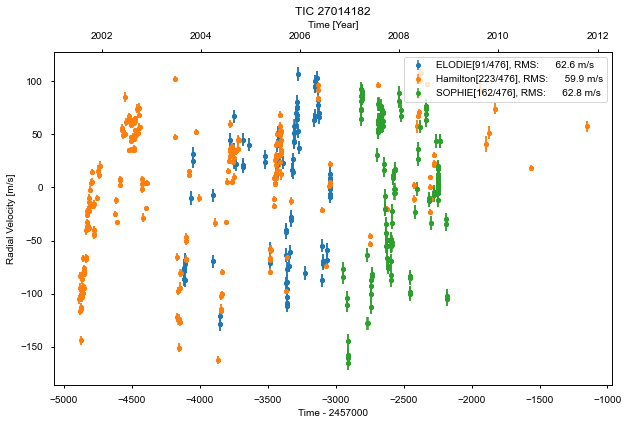 TIC 27014182
Time [Year]
2002 2004 2006 2008 2010 2012
ELODIE[91/476], RMS: 62.6 m/s
Hamilton[223/476], RMS: 59.9 m/s
SOPHIE[162/476], RMS: 62.8 m/s
100
50
0
−50
−100
−150
Radial Velocity [m/s]
−5000 −4500 −4000 −3500 −3000 −2500 −2000 −1500 −1000
Time - 2457000